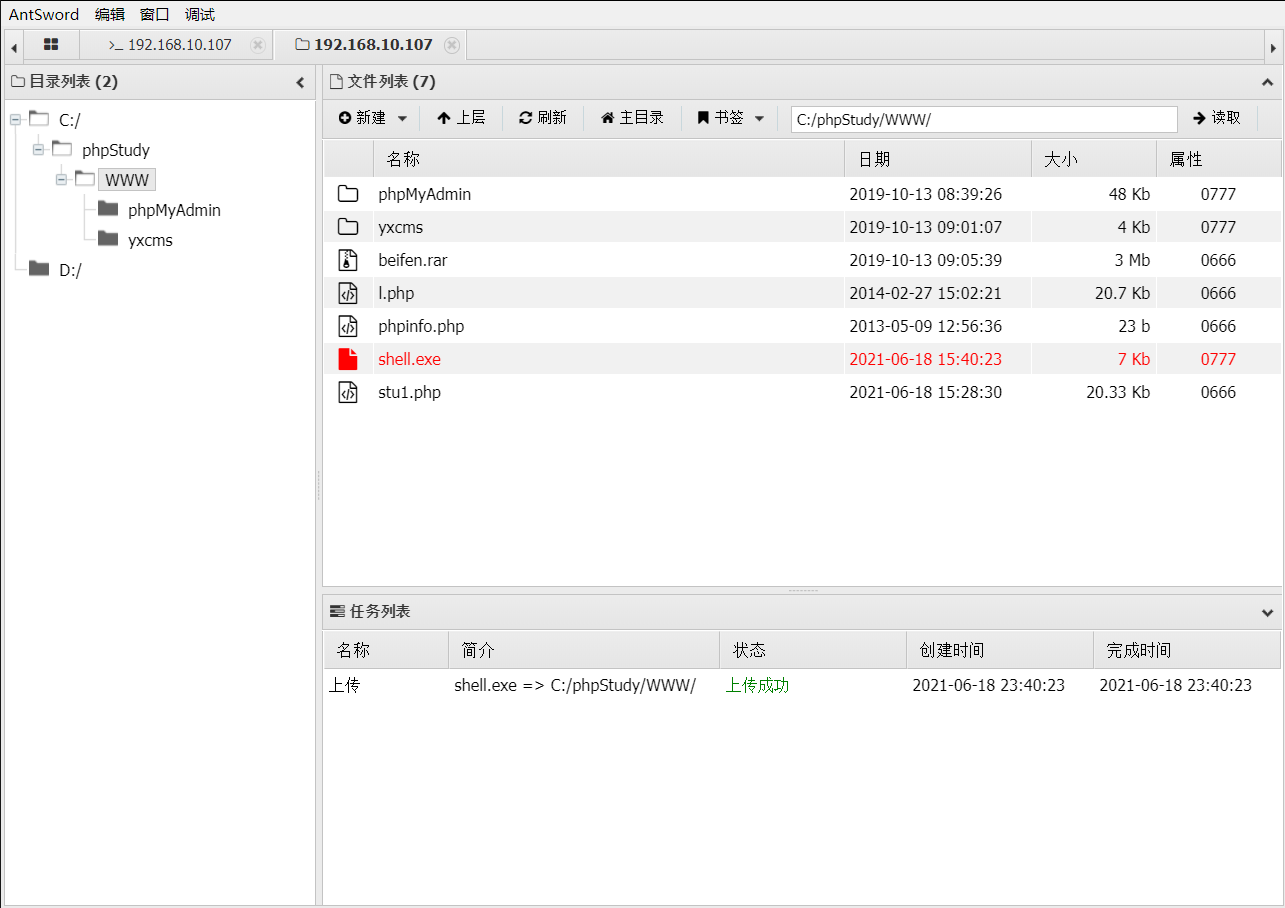 AntSword 编辑 窗口 调试
>_ 192.168.10.107 192.168.10.107
目录列表 (2)
C:/
phpStudy
WWW
phpMyAdmin
yxcms
D:/
文件列表 (7)
新建 上层 刷新 主目录 书签 C:/phpStudy/WWW/ 读取
名称 日期 大小 属性
phpMyAdmin 2019-10-13 08:39:26 48 Kb 0777
yxcms 2019-10-13 09:01:07 4 Kb 0777
beifen.rar 2019-10-13 09:05:39 3 Mb 0666
l.php 2014-02-27 15:02:21 20.7 Kb 0666
phpinfo.php 2013-05-09 12:56:36 23 b 0666
shell.exe 2021-06-18 15:40:23 7 Kb 0777
stu1.php 2021-06-18 15:28:30 20.33 Kb 0666
任务列表
名称 简介 状态 创建时间 完成时间
上传 shell.exe => C:/phpStudy/WWW/ 上传成功 2021-06-18 23:40:23 2021-06-18 23:40:23